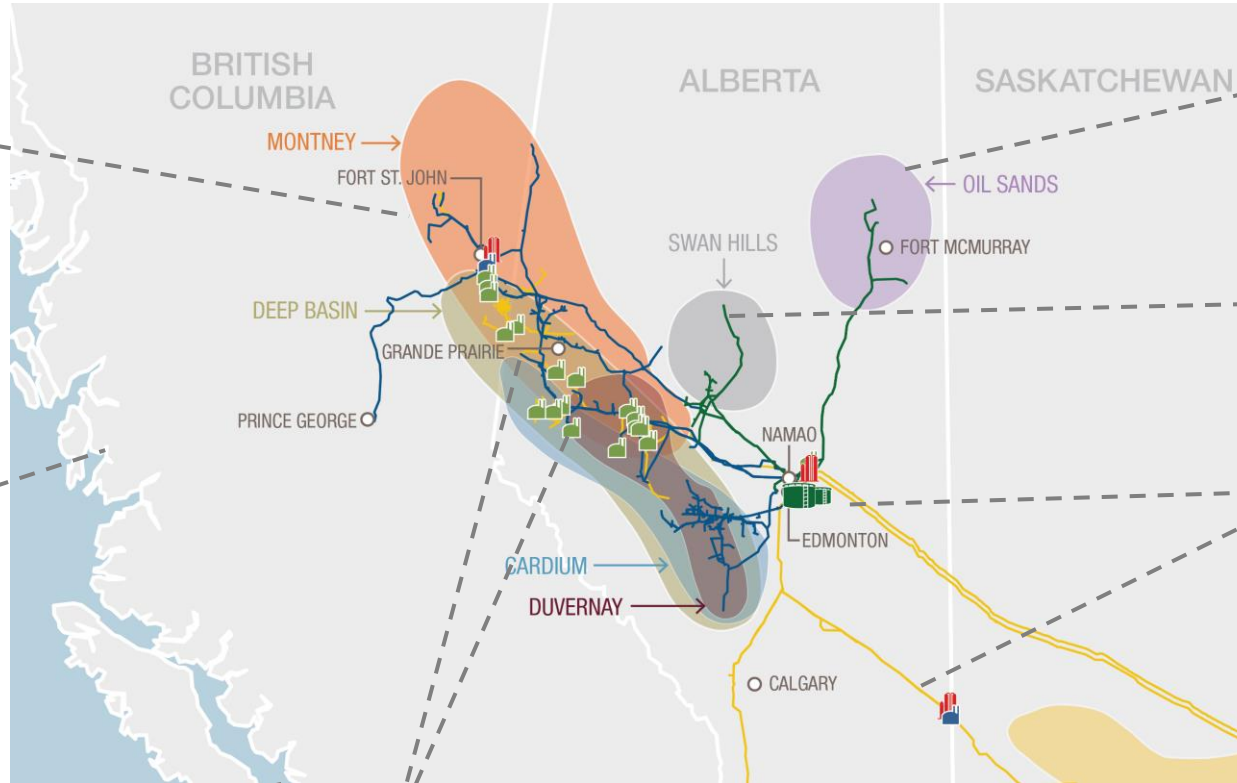 BRITISH
COLUMBIA
ALBERTA
SASKATCHEWAN
MONTNEY
FORT ST. JOHN
OIL SANDS
SWAN HILLS
FORT MCMURRAY
DEEP BASIN
GRANDE PRAIRIE
PRINCE GEORGE
NAMAO
EDMONTON
CARDIUM
DUVERNAY
CALGARY